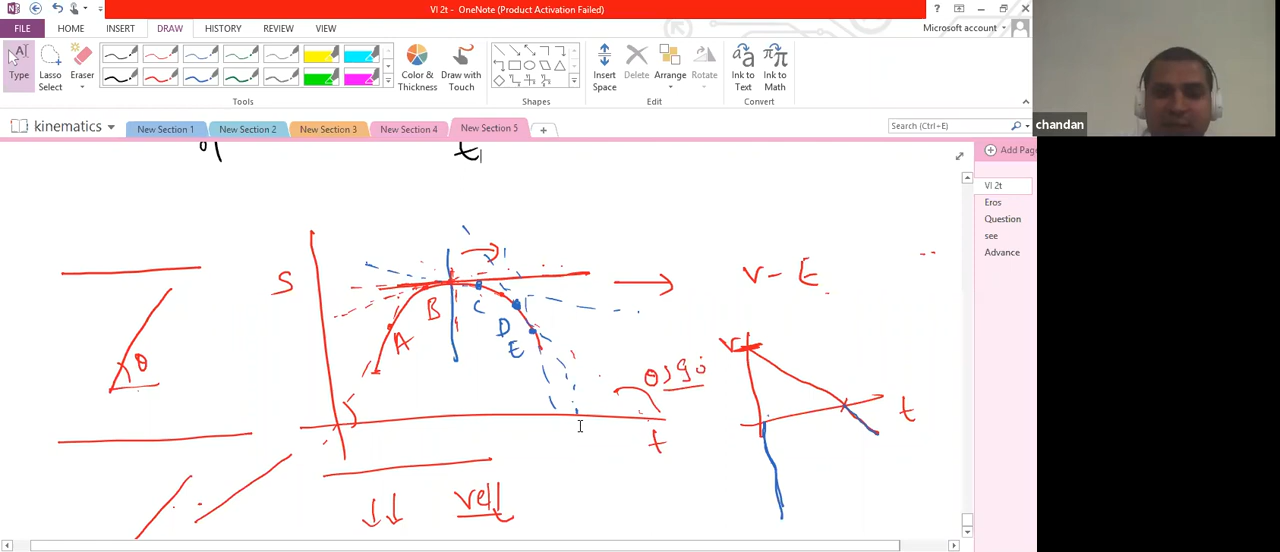 VI 2t - OneNote (Product Activation Failed)
FILE HOME INSERT DRAW HISTORY REVIEW VIEW
Microsoft account
Type
Lasso Select
Eraser
Color & Thickness
Draw with Touch
Insert Space
Delete
Arrange
Rotate
Ink to Text
Ink to Math
Tools
Shapes
Edit
Convert
chandan
kinematics
New Section 1
New Section 2
New Section 3
New Section 4
New Section 5
Search (Ctrl+E)
Add Page
VI 2t
Eros
Question
see
Advance
t
S
A
B
C
D
E
v - E
θ
θ > 90
t
v
t
vell